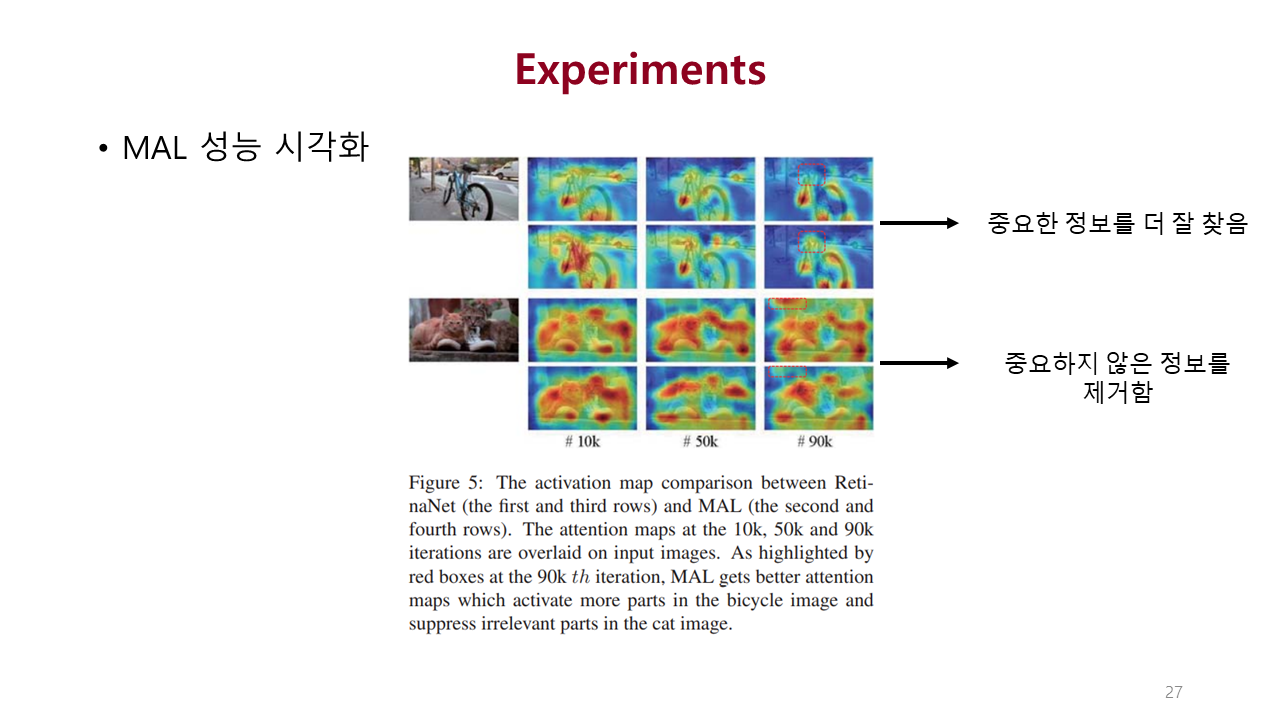 Experiments
• MAL 성능 시각화
중요한 정보를 더 잘 찾음
중요하지 않은 정보를
제거함
# 10k # 50k # 90k
Figure 5: The activation map comparison between Reti-
naNet (the first and third rows) and MAL (the second and
fourth rows). The attention maps at the 10k, 50k and 90k
iterations are overlaid on input images. As highlighted by
red boxes at the 90k th iteration, MAL gets better attention
maps which activate more parts in the bicycle image and
suppress irrelevant parts in the cat image.
27